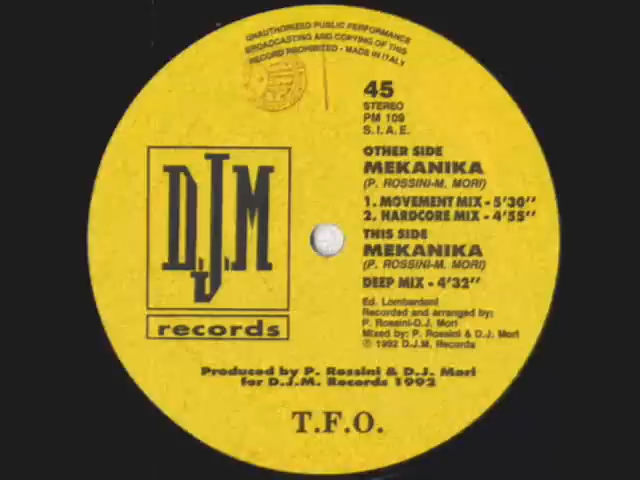 UNAUTHORIZED PUBLIC PERFORMANCE
BROADCASTING AND COPYING OF THIS
RECORD PROHIBITED - MADE IN ITALY
45
STEREO
PM 109
S.I.A.E.
OTHER SIDE
MEKANIKA
(P. ROSSINI-M. MORI)
1. MOVEMENT MIX - 5'30"
2. HARDCORE MIX - 4'55"
THIS SIDE
MEKANIKA
(P. ROSSINI-M. MORI)
DEEP MIX - 4'32"
Ed. Lombardoni
Recorded and arranged by:
P. Rossini-D.J. Mori
Mixed by: P. Rossini & D.J. Mori
℗ 1992 D.J.M. Records
D.J.M
records
Produced by P. Rossini & D.J. Mori
for D.J.M. Records 1992
T.F.O.